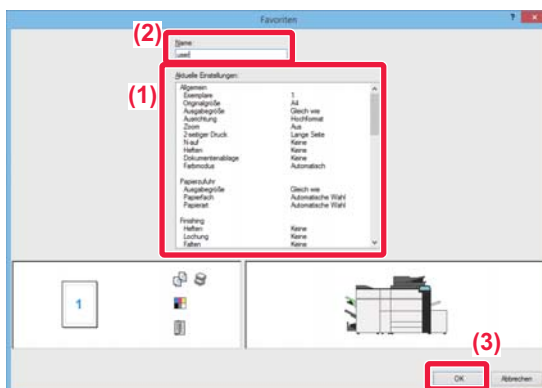 Favoriten
? x
(2)
Name:
user
(1)
Aktuelle Einstellungen:
Allgemein
Exemplare 1
Originalgröße A4
Ausgabegröße Gleich wie
Ausrichtung Hochformat
Zoom Aus
2-seitiger Druck Lange Seite
N-auf Keine
Heften Keine
Dokumentenablage Keine
Farbmodus Automatisch
Papierzufuhr
Ausgabegröße Gleich wie
Papierfach Automatische Wahl
Papierart Automatische Wahl
Finishing
Heften Keine
Lochung Keine
Falten Keine
1
(3)
OK Abbrechen